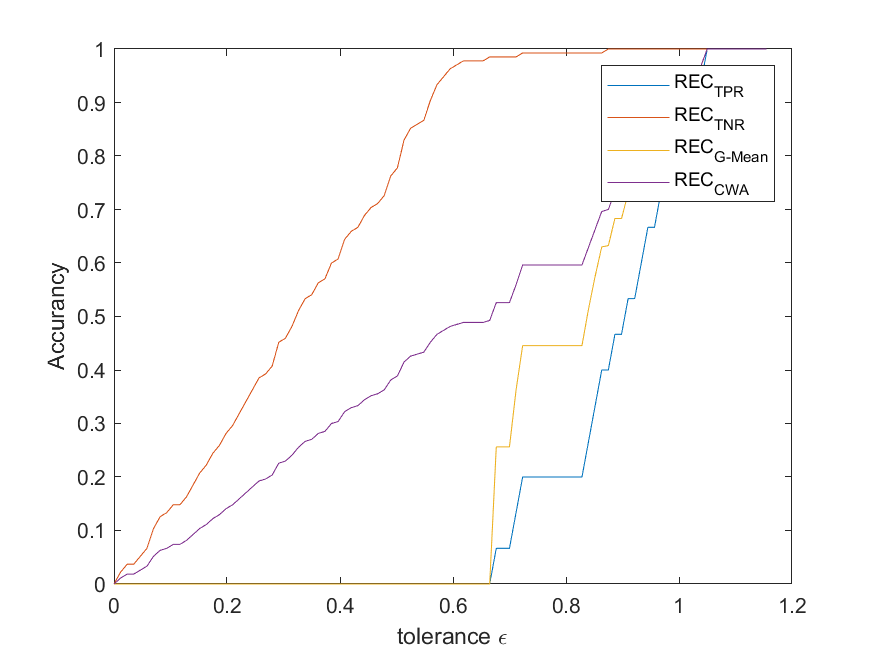 1
0.9
0.8
0.7
0.6
0.5
0.4
0.3
0.2
0.1
0
Accurancy
REC_TPR
REC_TNR
REC_G-Mean
REC_CWA
0 0.2 0.4 0.6 0.8 1 1.2
tolerance ϵ